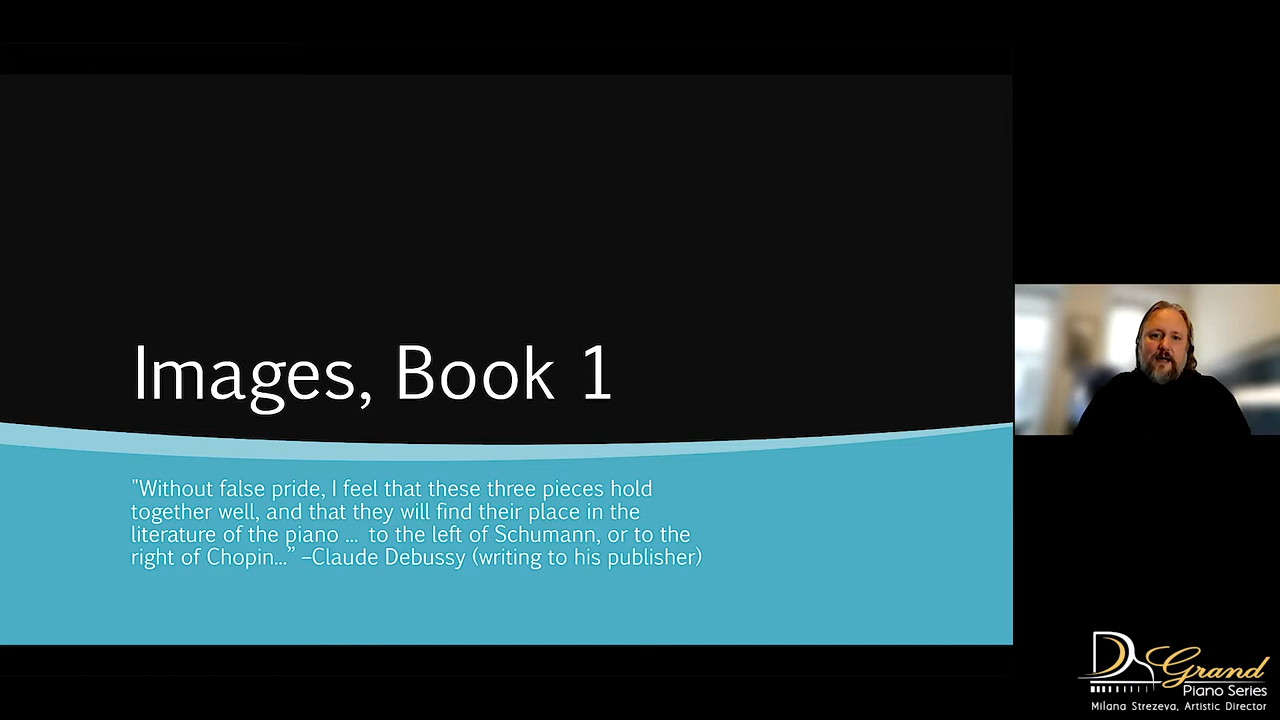 Images, Book 1
"Without false pride, I feel that these three pieces hold
together well, and that they will find their place in the
literature of the piano ... to the left of Schumann, or to the
right of Chopin...” –Claude Debussy (writing to his publisher)
D Grand
Piano Series
Milana Strezeva, Artistic Director